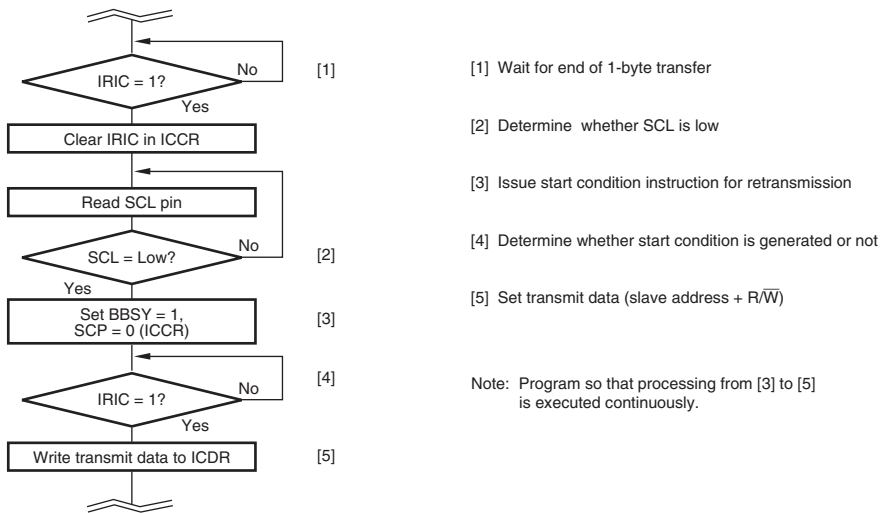 IRIC = 1?
No
[1]
Yes
Clear IRIC in ICCR
Read SCL pin
SCL = Low?
No
[2]
Yes
Set BBSY = 1,
SCP = 0 (ICCR)
[3]
IRIC = 1?
No
[4]
Yes
Write transmit data to ICDR
[5]
[1] Wait for end of 1-byte transfer
[2] Determine whether SCL is low
[3] Issue start condition instruction for retransmission
[4] Determine whether start condition is generated or not
[5] Set transmit data (slave address + R/W̅)
Note: Program so that processing from [3] to [5]
is executed continuously.